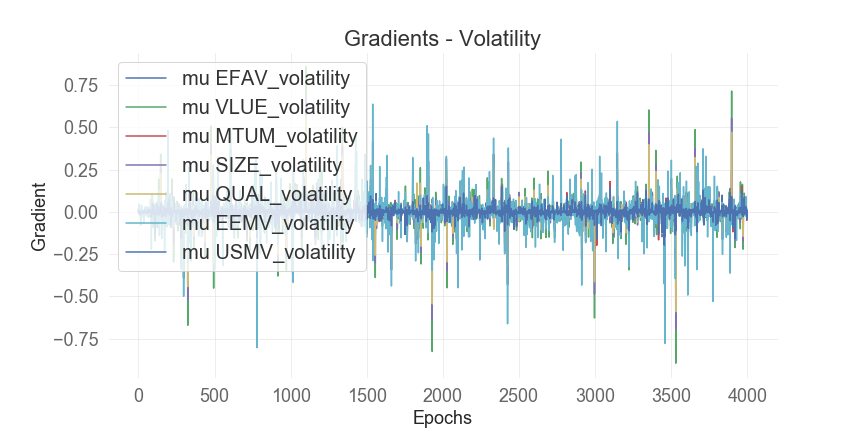 Gradients - Volatility
mu EFAV_volatility
mu VLUE_volatility
mu MTUM_volatility
mu SIZE_volatility
mu QUAL_volatility
mu EEMV_volatility
mu USMV_volatility
Gradient
0.75
0.50
0.25
0.00
−0.25
−0.50
−0.75
0 500 1000 1500 2000 2500 3000 3500 4000
Epochs